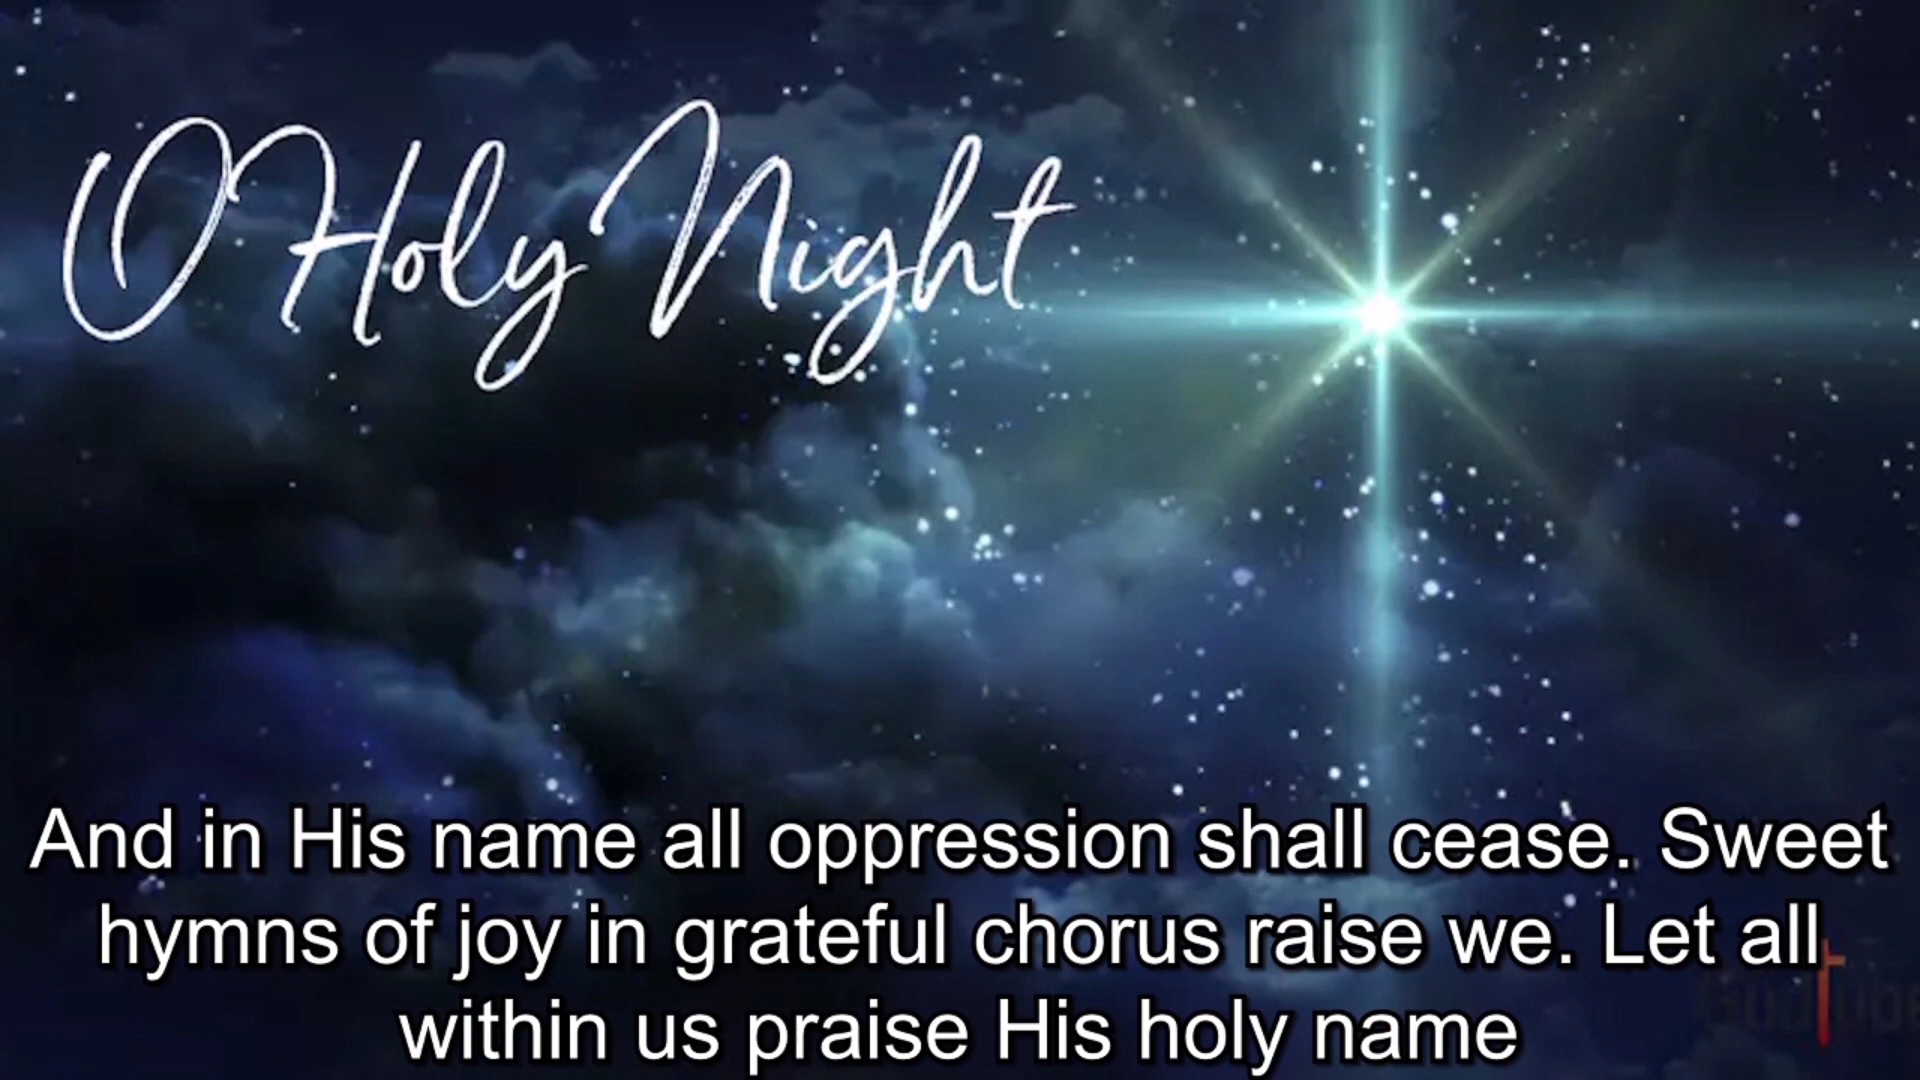 O Holy Night
And in His name all oppression shall cease. Sweet
hymns of joy in grateful chorus raise we. Let all
within us praise His holy name
GodTube